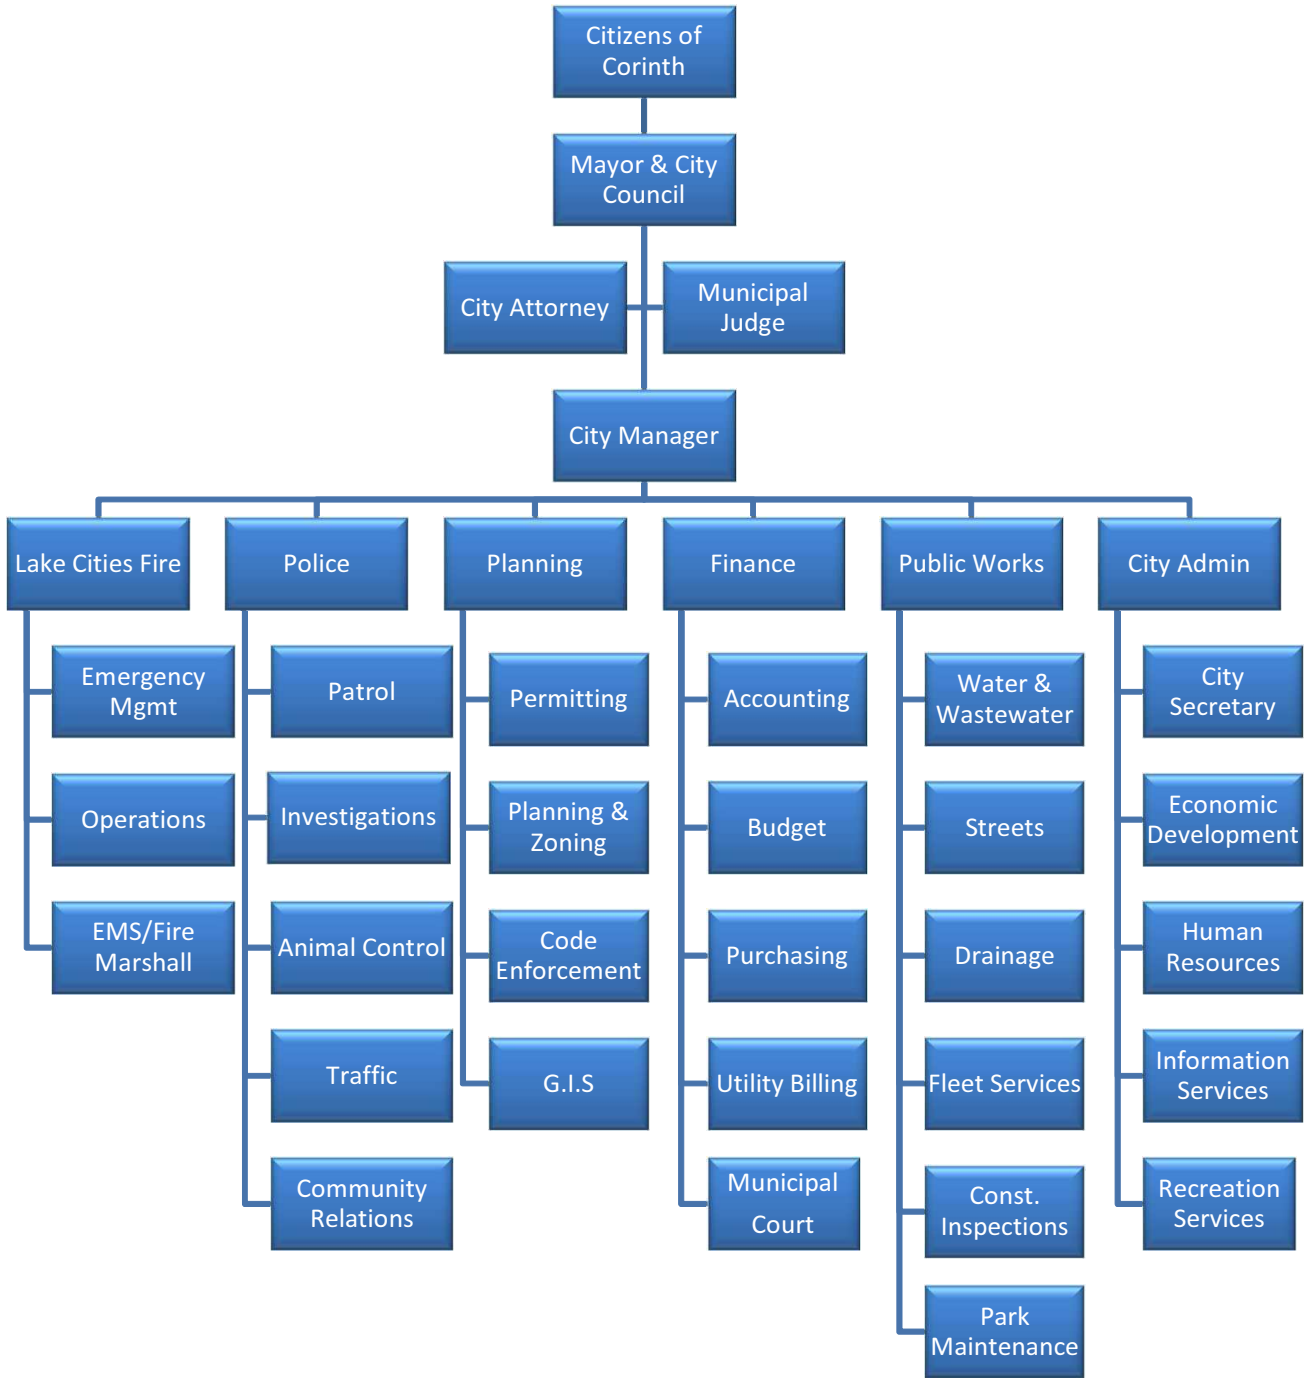 Citizens of
Corinth
Mayor & City
Council
City Attorney
Municipal
Judge
City Manager
Lake Cities Fire
Police
Planning
Finance
Public Works
City Admin
Emergency
Mgmt
Operations
EMS/Fire
Marshall
Patrol
Investigations
Animal Control
Traffic
Community
Relations
Permitting
Planning &
Zoning
Code
Enforcement
G.I.S
Accounting
Budget
Purchasing
Utility Billing
Municipal
Court
Water &
Wastewater
Streets
Drainage
Fleet Services
Const.
Inspections
Park
Maintenance
City
Secretary
Economic
Development
Human
Resources
Information
Services
Recreation
Services